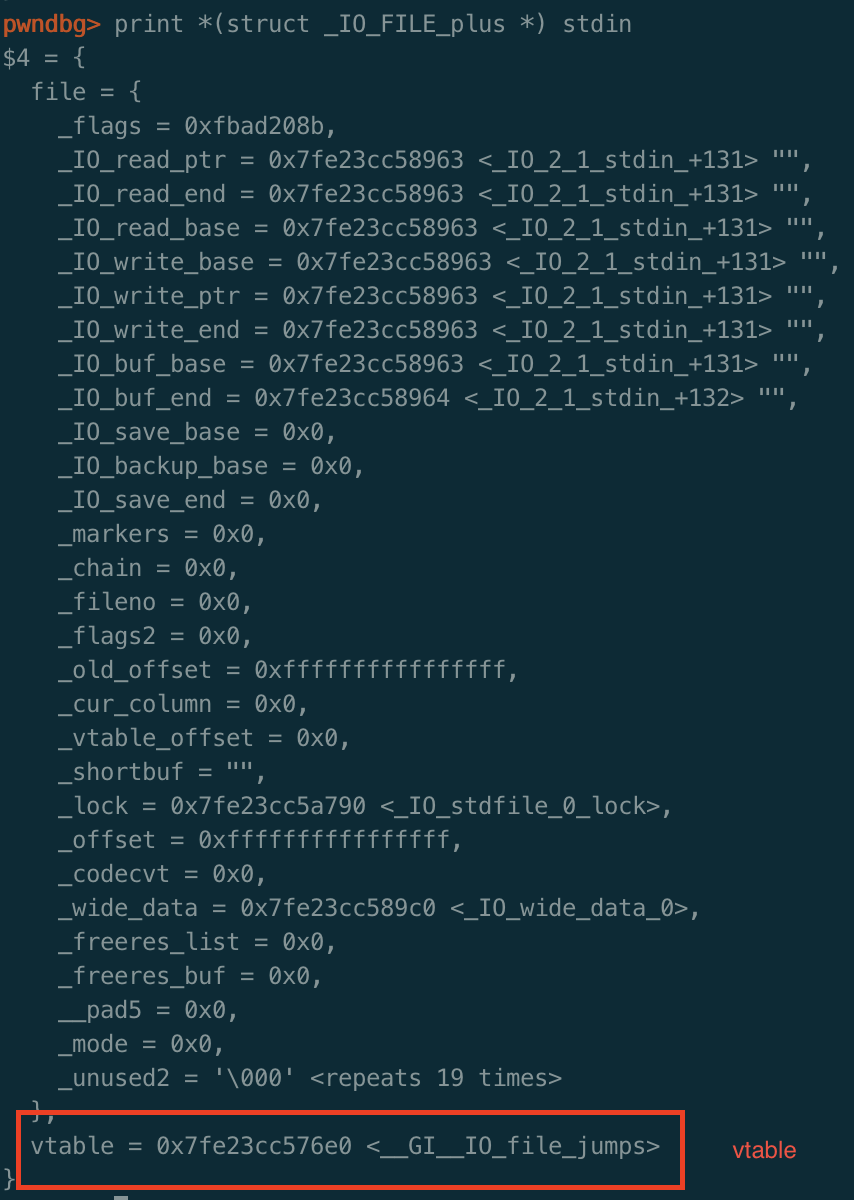 pwndbg> print *(struct _IO_FILE_plus *) stdin
$4 = {
  file = {
    _flags = 0xfbad208b,
    _IO_read_ptr = 0x7fe23cc58963 <_IO_2_1_stdin_+131> "",
    _IO_read_end = 0x7fe23cc58963 <_IO_2_1_stdin_+131> "",
    _IO_read_base = 0x7fe23cc58963 <_IO_2_1_stdin_+131> "",
    _IO_write_base = 0x7fe23cc58963 <_IO_2_1_stdin_+131> "",
    _IO_write_ptr = 0x7fe23cc58963 <_IO_2_1_stdin_+131> "",
    _IO_write_end = 0x7fe23cc58963 <_IO_2_1_stdin_+131> "",
    _IO_buf_base = 0x7fe23cc58963 <_IO_2_1_stdin_+131> "",
    _IO_buf_end = 0x7fe23cc58964 <_IO_2_1_stdin_+132> "",
    _IO_save_base = 0x0,
    _IO_backup_base = 0x0,
    _IO_save_end = 0x0,
    _markers = 0x0,
    _chain = 0x0,
    _fileno = 0x0,
    _flags2 = 0x0,
    _old_offset = 0xffffffffffffffff,
    _cur_column = 0x0,
    _vtable_offset = 0x0,
    _shortbuf = "",
    _lock = 0x7fe23cc5a790 <_IO_stdfile_0_lock>,
    _offset = 0xffffffffffffffff,
    _codecvt = 0x0,
    _wide_data = 0x7fe23cc589c0 <_IO_wide_data_0>,
    _freeres_list = 0x0,
    _freeres_buf = 0x0,
    __pad5 = 0x0,
    _mode = 0x0,
    _unused2 = '\000' <repeats 19 times>
  },
  vtable = 0x7fe23cc576e0 <__GI__IO_file_jumps> vtable
}